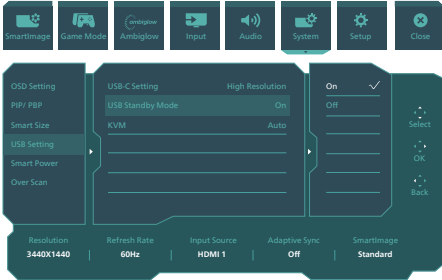 SmartImage Game Mode Ambiglow Input Audio System Setup Close
ambiglow
OSD Setting
PIP/ PBP
Smart Size
USB Setting
Smart Power
Over Scan
USB-C Setting High Resolution
USB Standby Mode On
KVM Auto
On
Off
Select
OK
Back
Resolution Refresh Rate Input Source Adaptive Sync SmartImage
3440X1440 60Hz HDMI 1 Off Standard